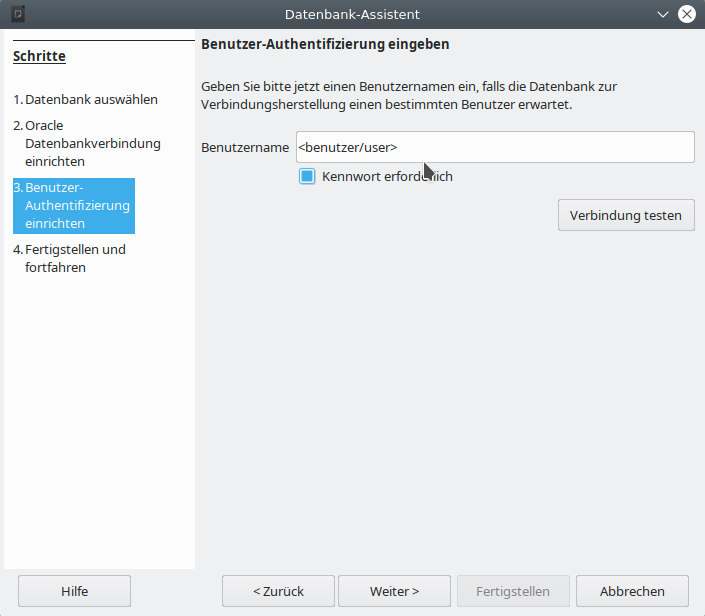 Datenbank-Assistent
Schritte
1. Datenbank auswählen
2. Oracle
Datenbankverbindung
einrichten
3. Benutzer-
Authentifizierung
einrichten
4. Fertigstellen und
fortfahren
Benutzer-Authentifizierung eingeben
Geben Sie bitte jetzt einen Benutzernamen ein, falls die Datenbank zur
Verbindungsherstellung einen bestimmten Benutzer erwartet.
Benutzername <benutzer/user>
Kennwort erforderlich
Verbindung testen
Hilfe
< Zurück
Weiter >
Fertigstellen
Abbrechen